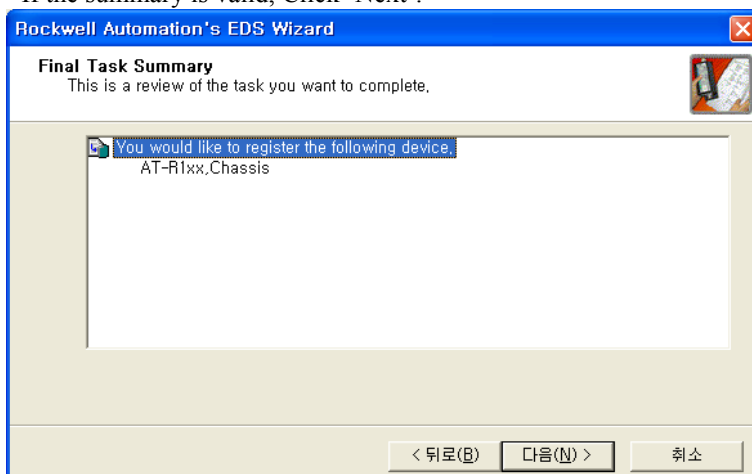 If the summary is valid, Click "Next".
Rockwell Automation's EDS Wizard
Final Task Summary
This is a review of the task you want to complete,
You would like to register the following device,
AT-R1xx,Chassis
< 뒤로(B) 다음(N) > 취소